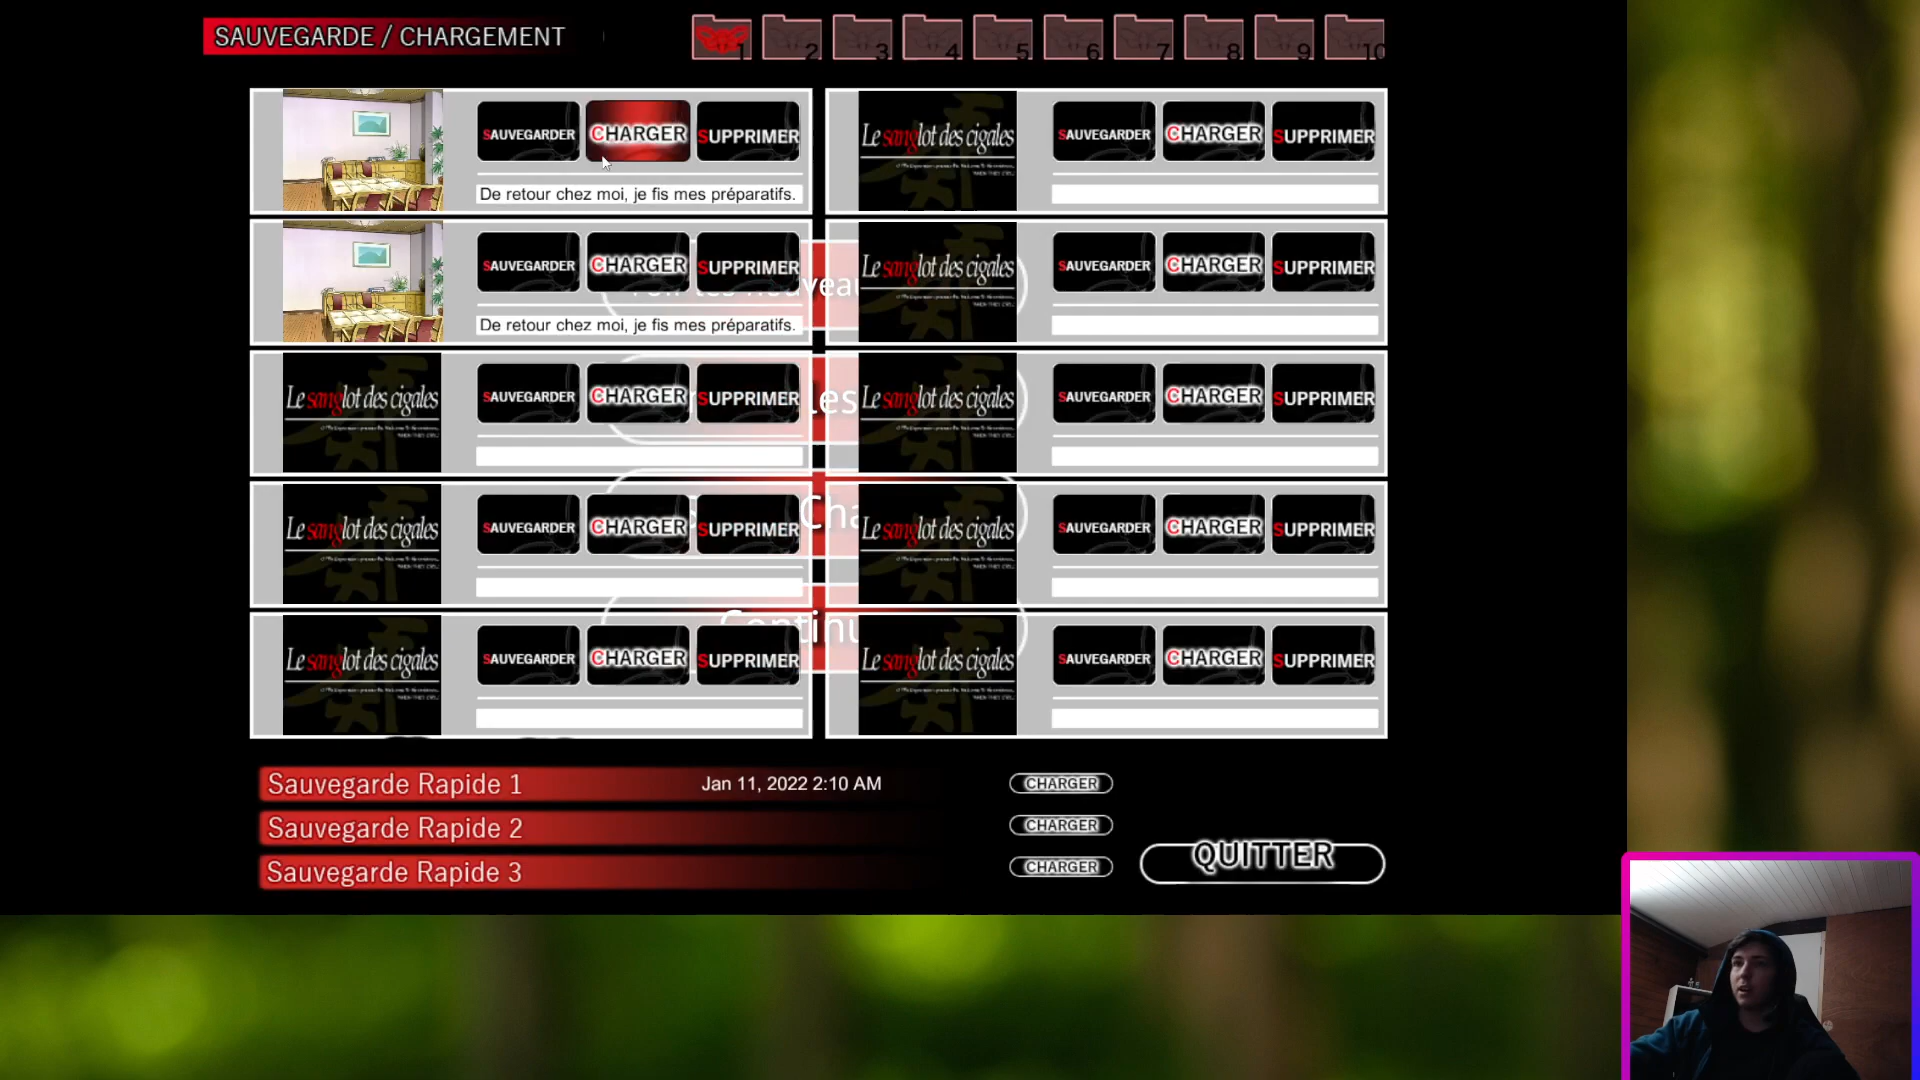 SAUVEGARDE / CHARGEMENT
1 2 3 4 5 6 7 8 9 10
SAUVEGARDER CHARGER SUPPRIMER
De retour chez moi, je fis mes préparatifs.
Le sanglot des cigales
SAUVEGARDER CHARGER SUPPRIMER
SAUVEGARDER CHARGER SUPPRIMER
De retour chez moi, je fis mes préparatifs.
Le sanglot des cigales
SAUVEGARDER CHARGER SUPPRIMER
Le sanglot des cigales
SAUVEGARDER CHARGER SUPPRIMER
les
Le sanglot des cigales
SAUVEGARDER CHARGER SUPPRIMER
Le sanglot des cigales
SAUVEGARDER CHARGER SUPPRIMER
Cha
Le sanglot des cigales
SAUVEGARDER CHARGER SUPPRIMER
Le sanglot des cigales
SAUVEGARDER CHARGER SUPPRIMER
Continu
Le sanglot des cigales
SAUVEGARDER CHARGER SUPPRIMER
Sauvegarde Rapide 1 Jan 11, 2022 2:10 AM CHARGER
Sauvegarde Rapide 2 CHARGER
Sauvegarde Rapide 3 CHARGER
QUITTER